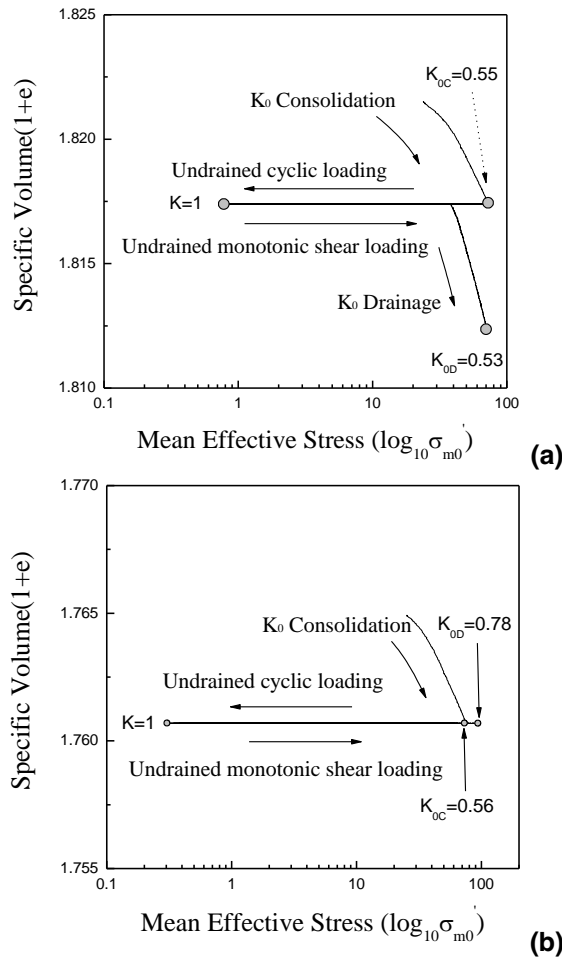 1.825
K0C=0.55
K0 Consolidation
1.820
Undrained cyclic loading
K=1
Undrained monotonic shear loading
1.815
K0 Drainage
K0D=0.53
1.810
0.1 1 10 100
Specific Volume(1+e)
Mean Effective Stress (log10σm0')
(a)
1.770
K0D=0.78
1.765
K0 Consolidation
Undrained cyclic loading
K=1
1.760
Undrained monotonic shear loading
K0C=0.56
1.755
0.1 1 10 100
Specific Volume(1+e)
Mean Effective Stress (log10σm0')
(b)